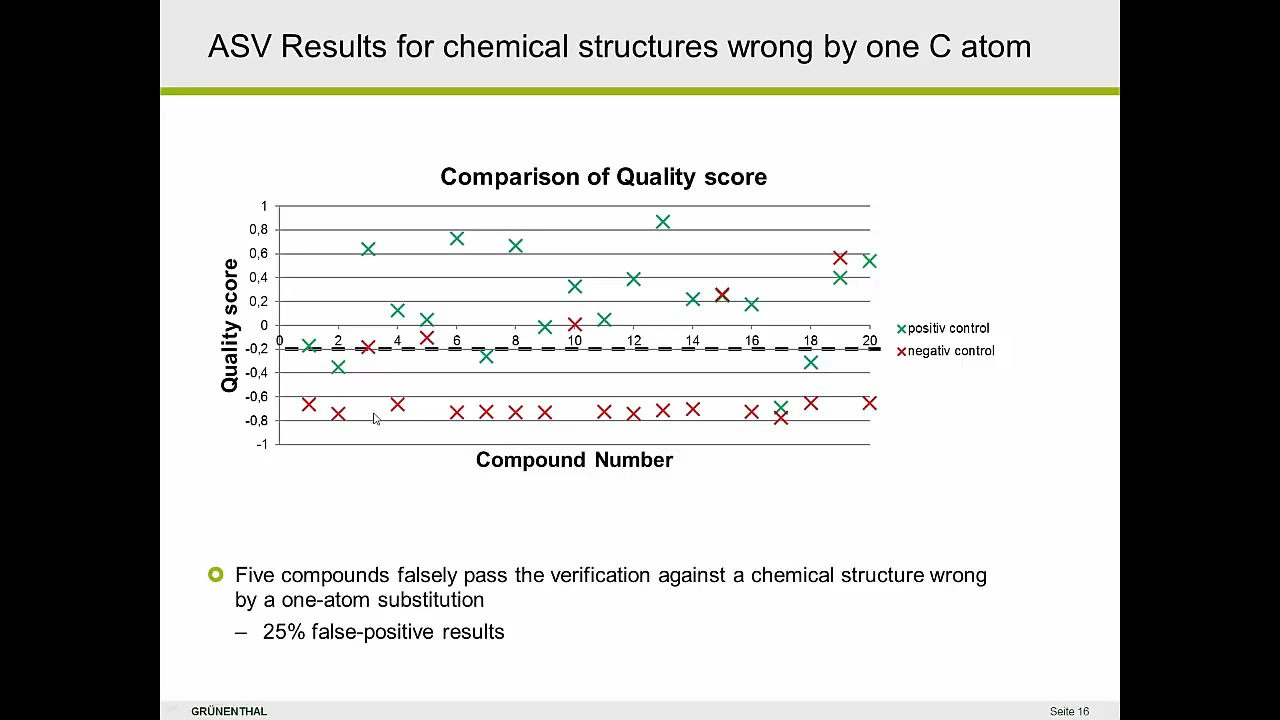 ASV Results for chemical structures wrong by one C atom
Comparison of Quality score
1
0,8
0,6
0,4
0,2
0
-0,2
-0,4
-0,6
-0,8
-1
Quality score
0 2 4 6 8 10 12 14 16 18 20
Compound Number
positiv control
negativ control
Five compounds falsely pass the verification against a chemical structure wrong
by a one-atom substitution
– 25% false-positive results
GRÜNENTHAL
Seite 16